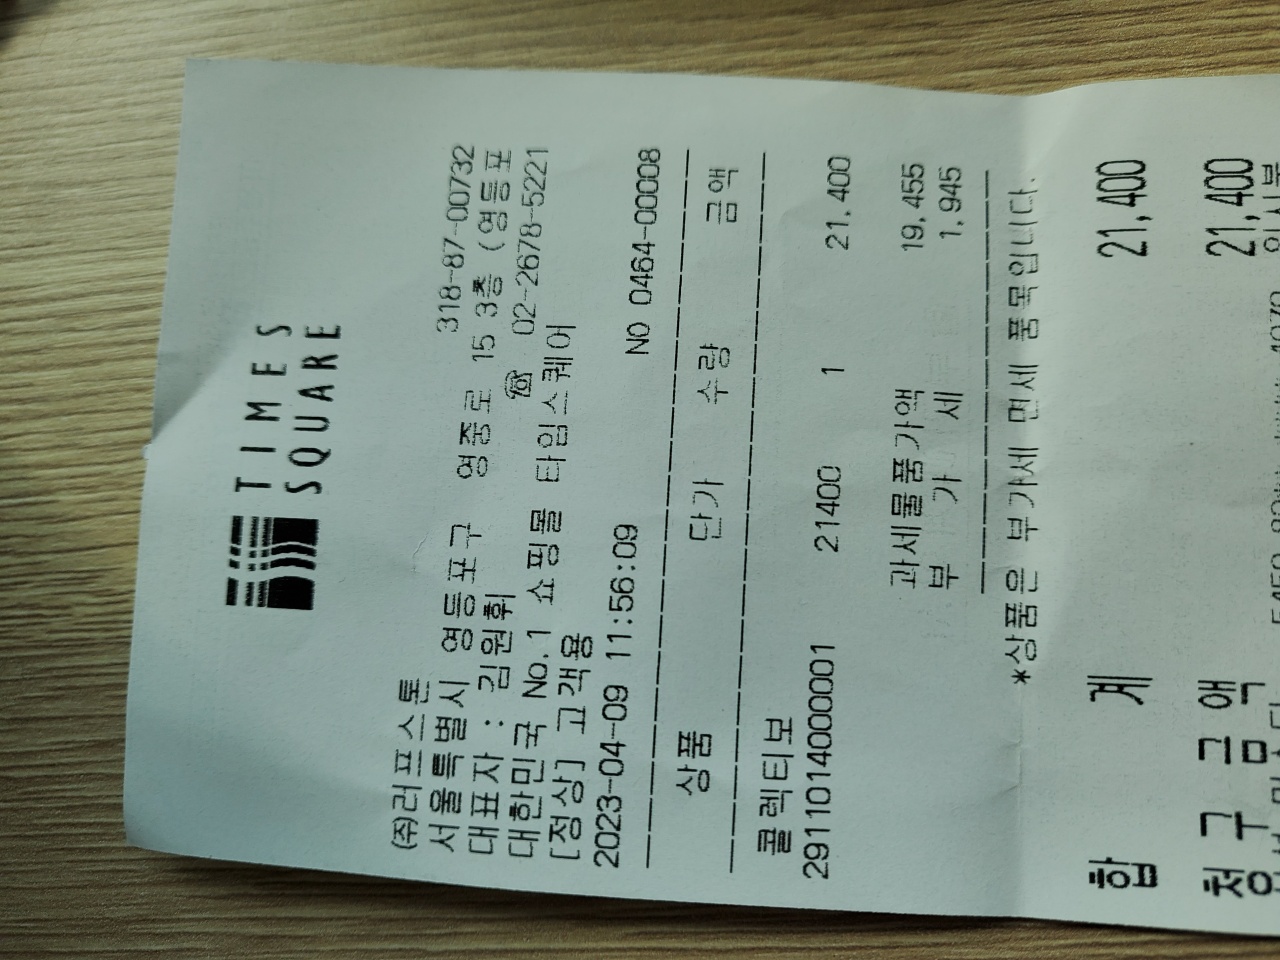 TIMES
SQUARE
(주)러프스톤 318-87-00732
서울특별시 영등포구 영중로 15 3층 (영등포
대표자 : 김원휘 ☎ 02-2678-5221
대한민국 No.1 쇼핑몰 타임스퀘어
[정상] 고객용
2023-04-09 11:56:09 NO 0464-00008
상품 단가 수량 금액
콜렉티보
2911014000001 21400 1 21,400
과세물품가액 19,455
부 가 세 1,945
*상품은 부가세 면세 품목입니다.
합 계 21,400
청 구 금 액 21,400